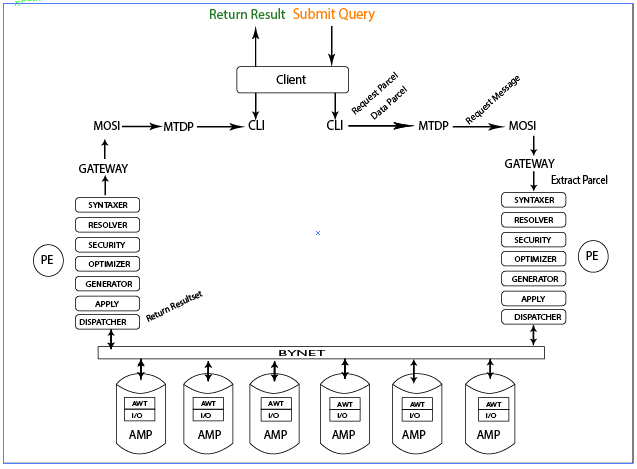 Return Result Submit Query
Client
Request Parcel
Data Parcel
Request Message
MOSI MTDP CLI CLI MTDP MOSI
GATEWAY GATEWAY
Extract Parcel
SYNTAXER SYNTAXER
RESOLVER RESOLVER
SECURITY SECURITY
PE OPTIMIZER OPTIMIZER PE
GENERATOR GENERATOR
APPLY APPLY
Return Resultset
DISPATCHER DISPATCHER
BYNET
AWT AWT AWT AWT AWT AWT
I/O I/O I/O I/O I/O I/O
AMP AMP AMP AMP AMP AMP